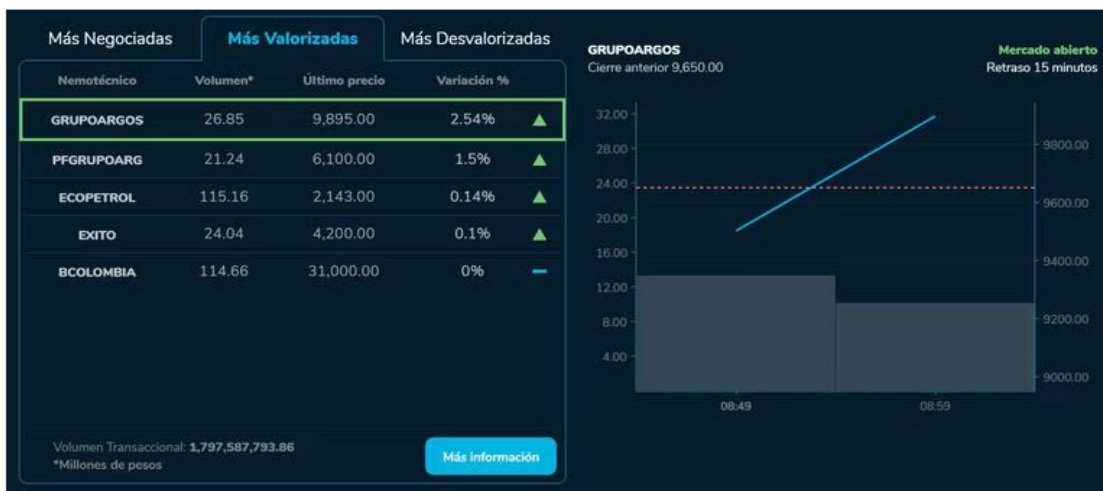 Más Negociadas Más Valorizadas Más Desvalorizadas
Nemotécnico Volumen* Último precio Variación %
GRUPOARGOS 26.85 9,895.00 2.54%
PFGRUPOARG 21.24 6,100.00 1.5%
ECOPETROL 115.16 2,143.00 0.14%
EXITO 24.04 4,200.00 0.1%
BCOLOMBIA 114.66 31,000.00 0%
Volumen Transaccional: 1,797,587,793.86
*Millones de pesos
Más información
GRUPOARGOS Mercado abierto
Cierre anterior 9,650.00 Retraso 15 minutos
32.00
28.00
24.00
20.00
16.00
12.00
8.00
4.00
9800.00
9600.00
9400.00
9200.00
9000.00
08:49 08:59